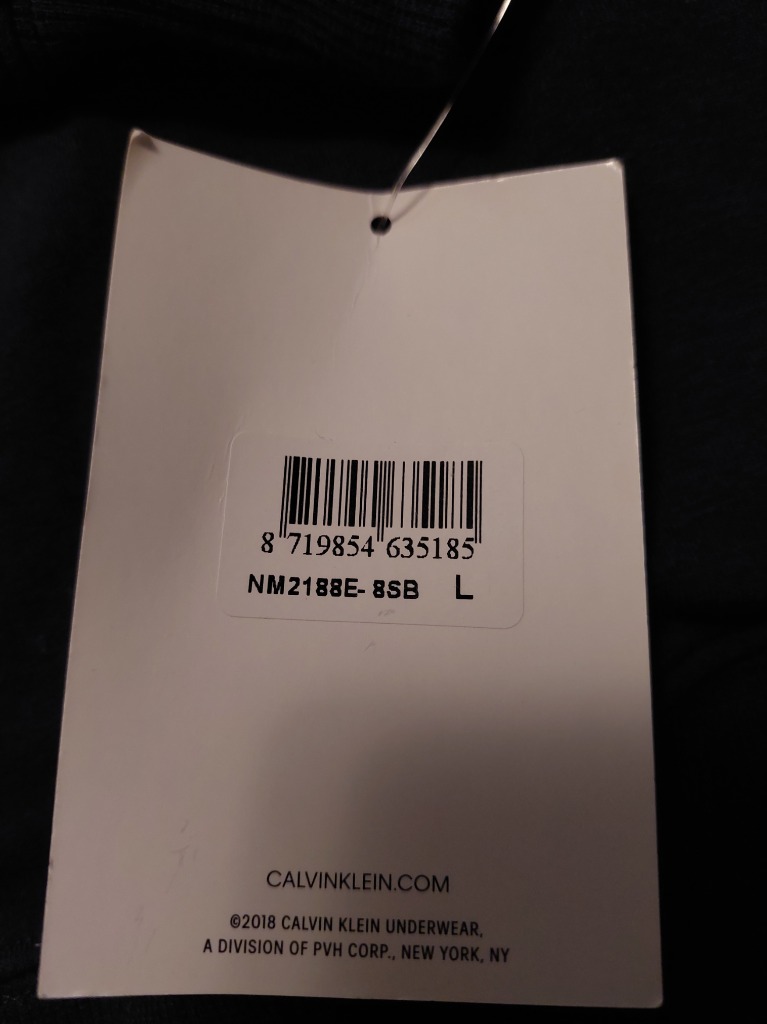 8 719854 635185
NM2188E- 8SB L
CALVINKLEIN.COM
©2018 CALVIN KLEIN UNDERWEAR,
A DIVISION OF PVH CORP., NEW YORK, NY